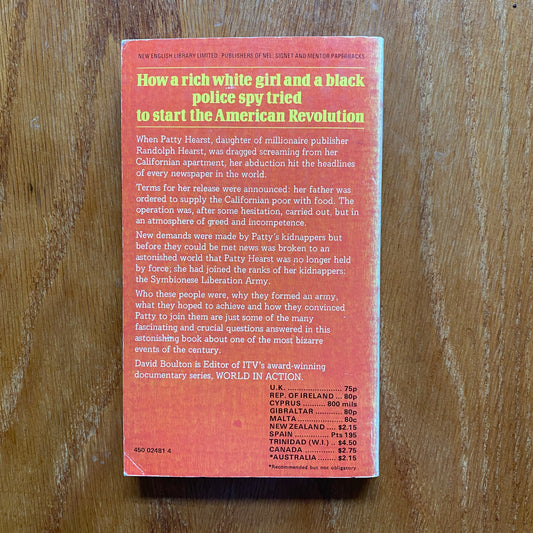 NEW ENGLISH LIBRARY LIMITED: PUBLISHERS OF NEL, SIGNET AND MENTOR PAPERBACKS
How a rich white girl and a black
police spy tried
to start the American Revolution
When Patty Hearst, daughter of millionaire publisher
Randolph Hearst, was dragged screaming from her
Californian apartment, her abduction hit the headlines
of every newspaper in the world.
Terms for her release were announced: her father was
ordered to supply the Californian poor with food. The
operation was, after some hesitation, carried out, but in
an atmosphere of greed and incompetence.
New demands were made by Patty's kidnappers but
before they could be met news was broken to an
astonished world that Patty Hearst was no longer held
by force; she had joined the ranks of her kidnappers:
the Symbionese Liberation Army.
Who these people were, why they formed an army,
what they hoped to achieve and how they convinced
Patty to join them are just some of the many
fascinating and crucial questions answered in this
astonishing book about one of the most bizarre
events of the century.
David Boulton is Editor of ITV's award-winning
documentary series, WORLD IN ACTION.
U.K. ........................ 75p
REP. OF IRELAND ... 80p
CYPRUS .......... 800 mils
GIBRALTAR ............ 80p
MALTA .................... 80c
NEW ZEALAND .... $2.15
SPAIN ............... Pts 195
TRINIDAD (W.I.) .. $4.50
CANADA ............. $2.75
*AUSTRALIA ........ $2.15
*Recommended but not obligatory
450 02481 4